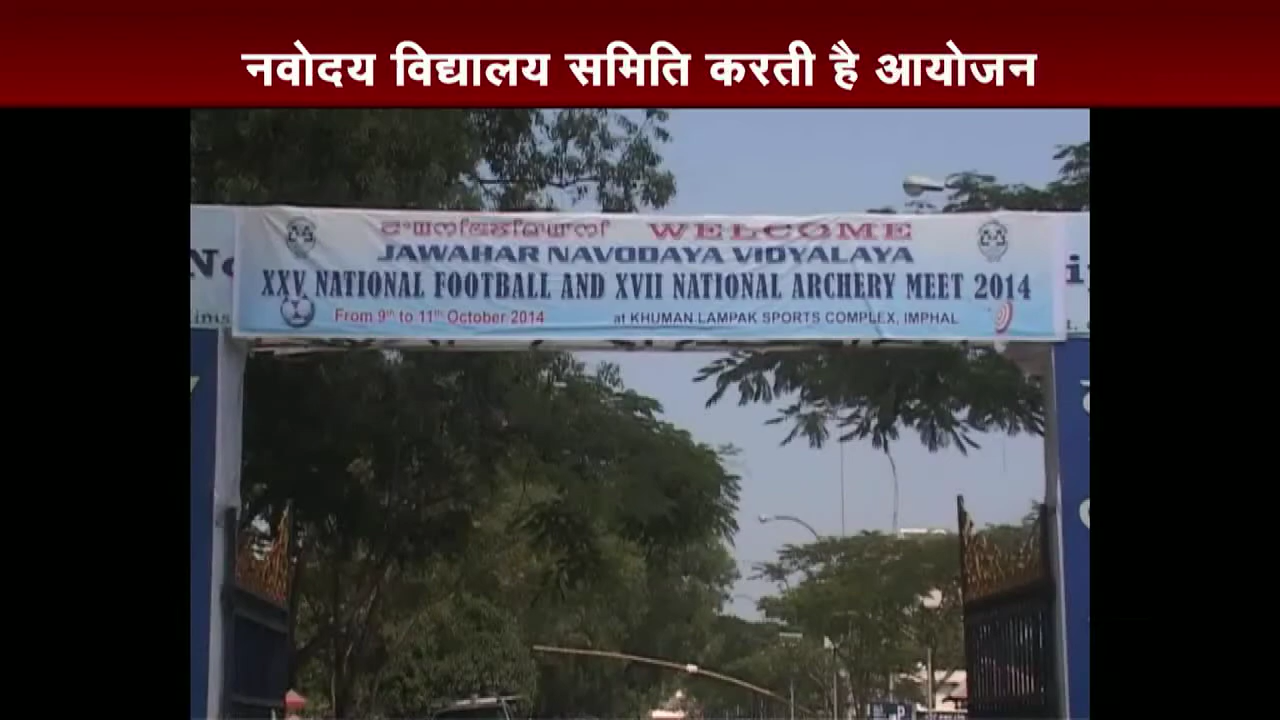 नवोदय विद्यालय समिति करती है आयोजन
WELCOME
JAWAHAR NAVODAYA VIDYALAYA
XXV NATIONAL FOOTBALL AND XVII NATIONAL ARCHERY MEET 2014
From 9th to 11th October 2014 at KHUMAN LAMPAK SPORTS COMPLEX, IMPHAL
P